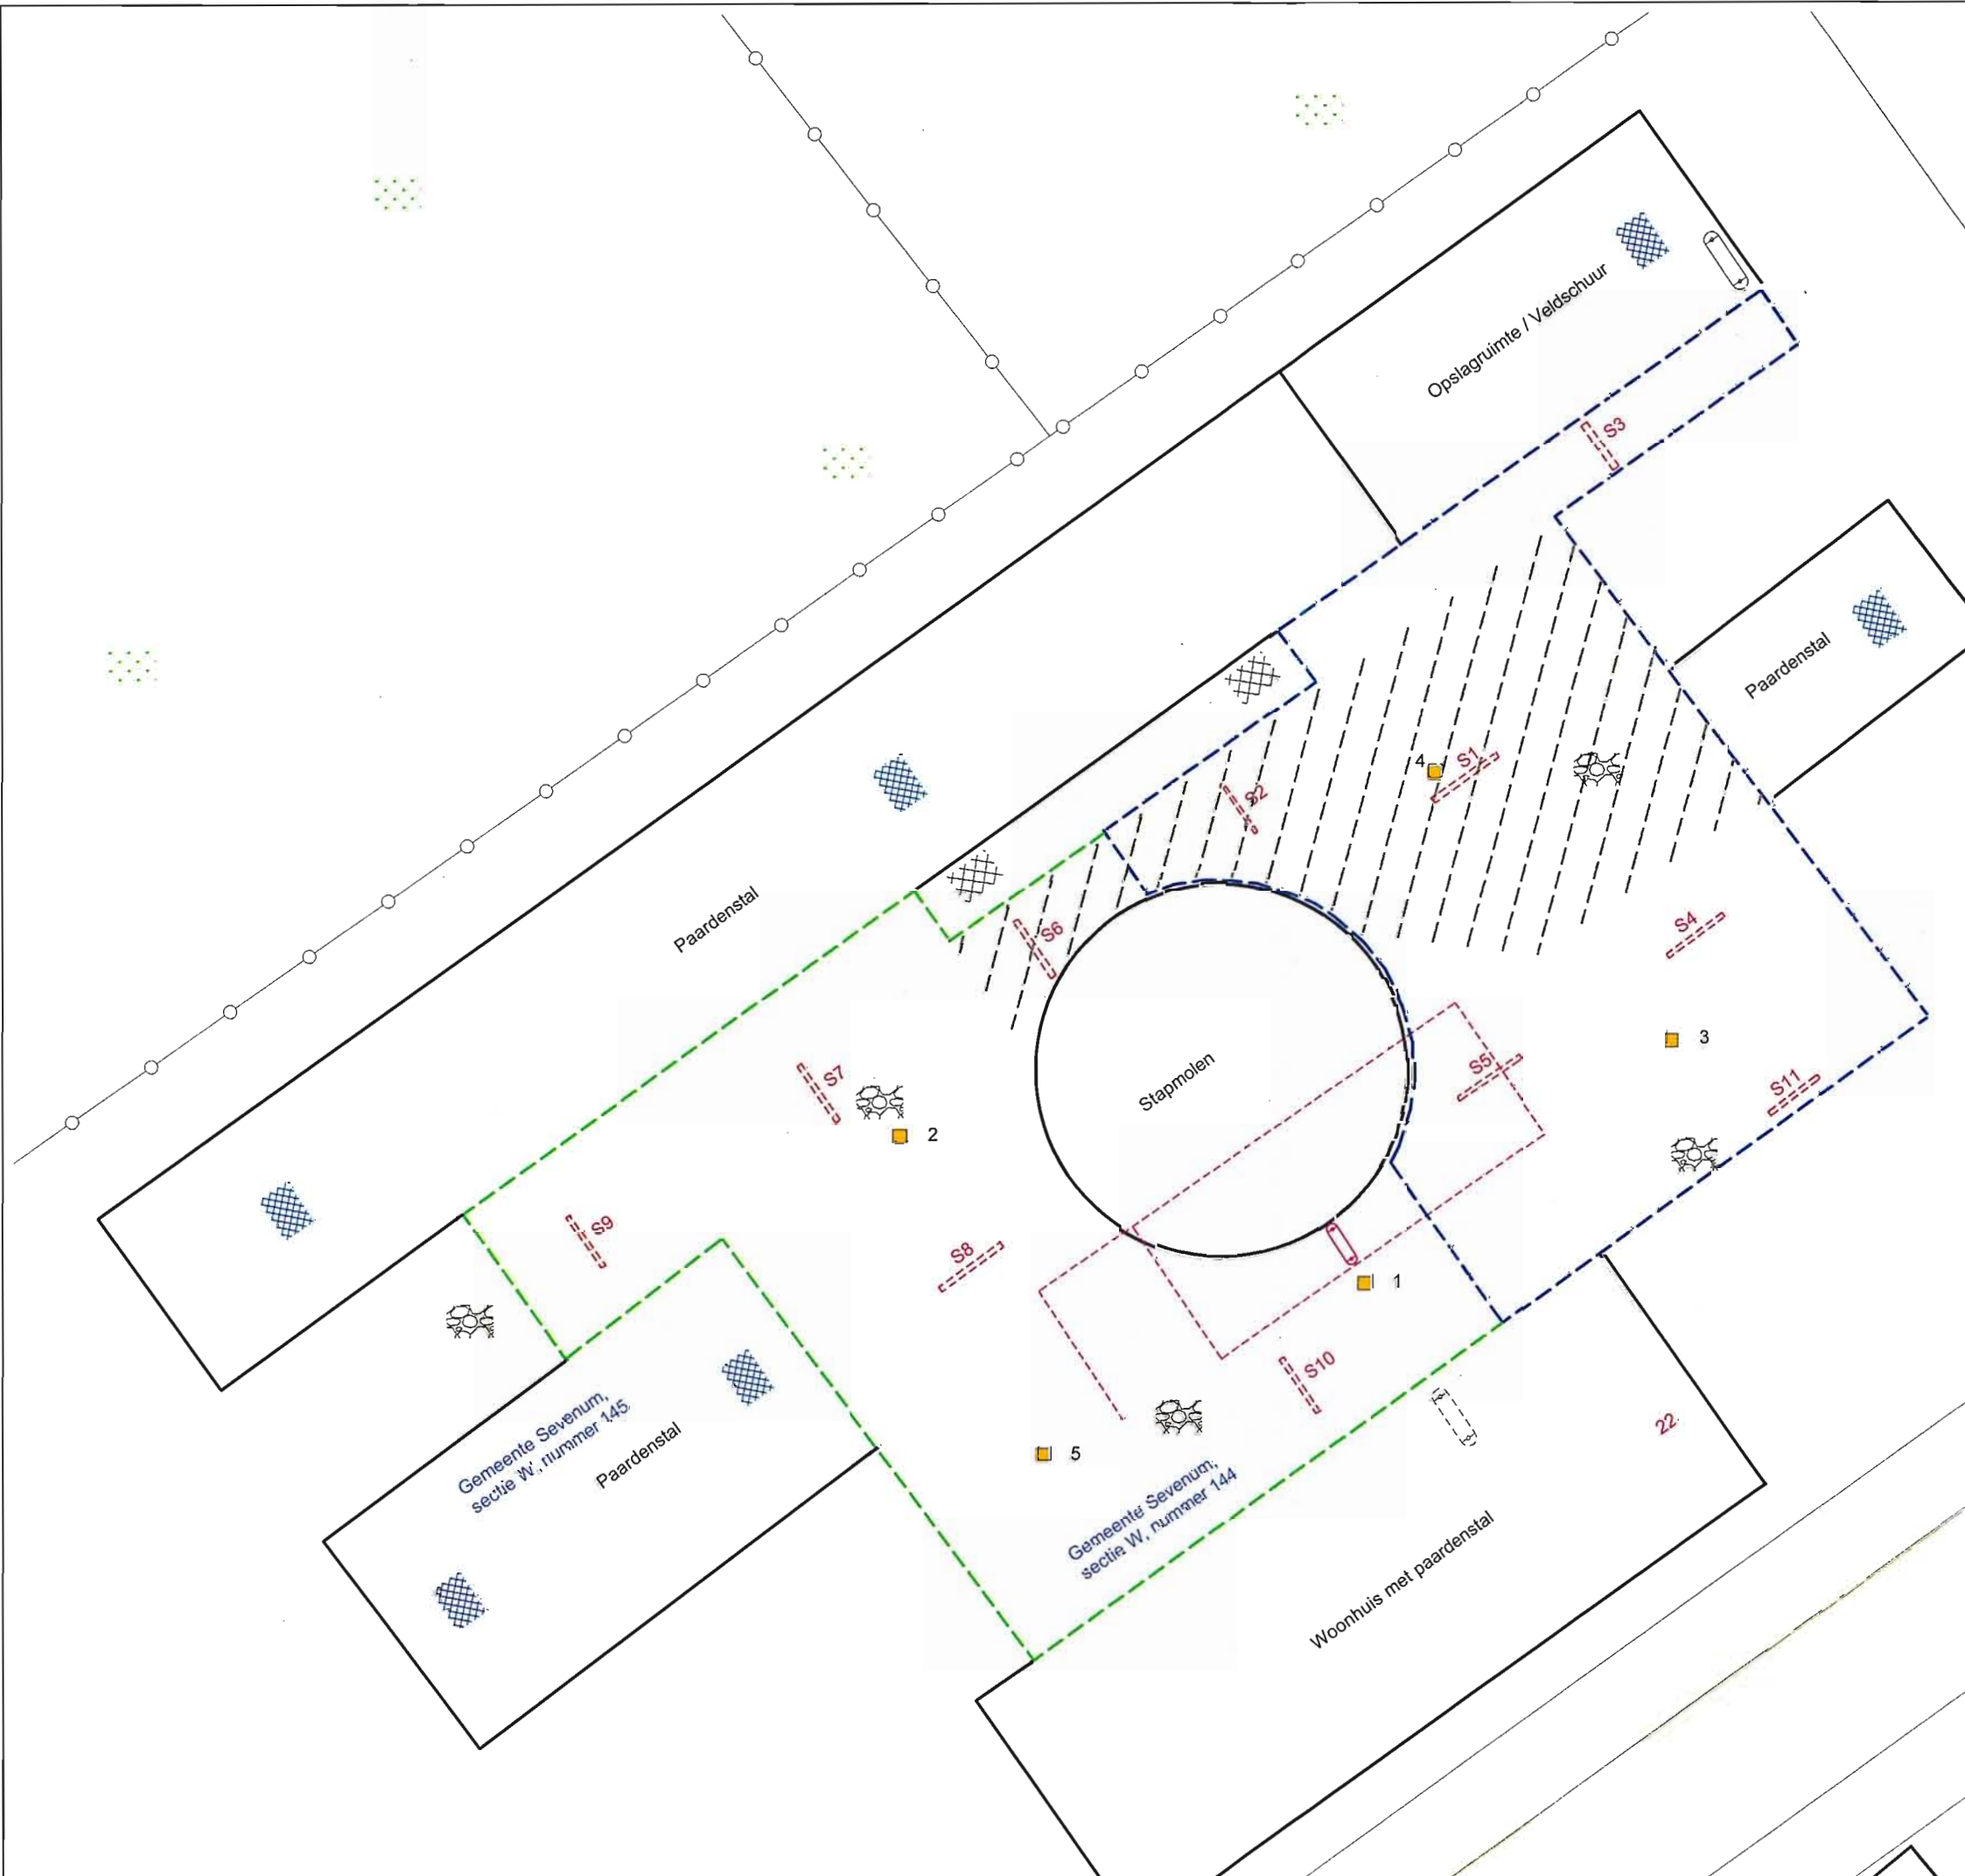 Opslagruimte / Veldschuur
S3
Paardenstal
4
S1
S2
Paardenstal
S6
S4
Stapmolen
S5
3
S7
S11
2
S9
S8
1
S10
Gemeente Sevenum,
sectie W, nummer 145
Paardenstal
22
5
Gemeente Sevenum,
sectie W, nummer 144
Woonhuis met paardenstal